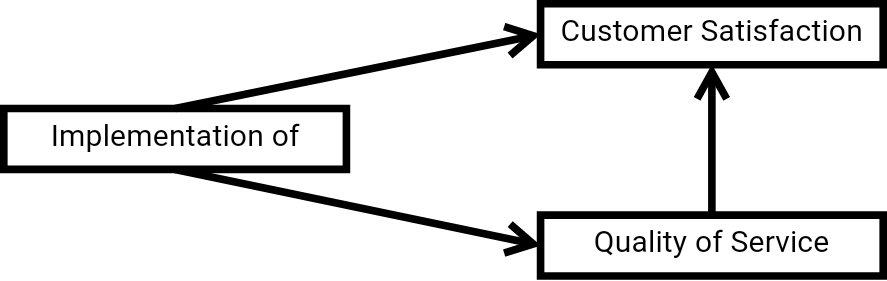 Customer Satisfaction
Implementation of
Quality of Service